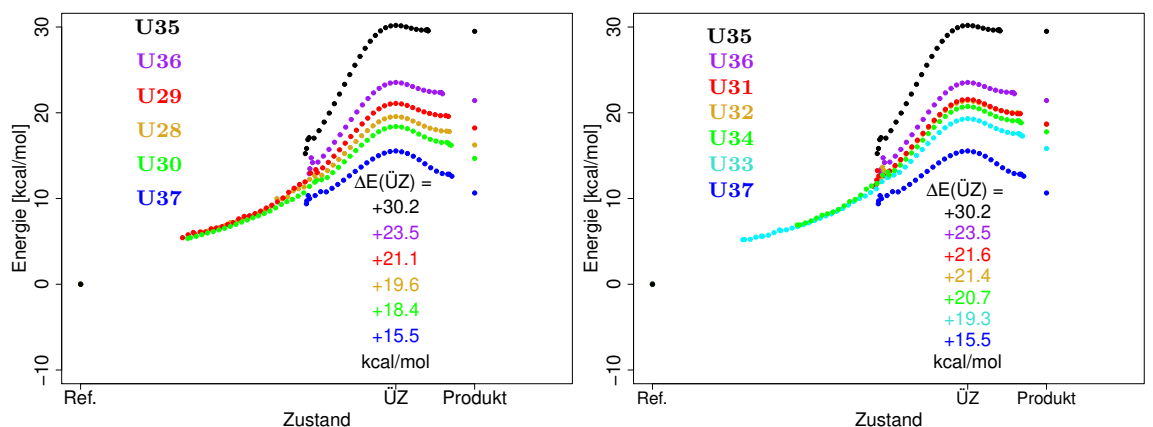 U35
U36
U29
U28
U30
U37
ΔE(ÜZ) =
+30.2
+23.5
+21.1
+19.6
+18.4
+15.5
kcal/mol
Energie [kcal/mol]
30
20
10
0
−10
Ref.
ÜZ
Produkt
Zustand
U35
U36
U31
U32
U34
U33
U37
ΔE(ÜZ) =
+30.2
+23.5
+21.6
+21.4
+20.7
+19.3
+15.5
kcal/mol
Energie [kcal/mol]
30
20
10
0
−10
Ref.
ÜZ
Produkt
Zustand